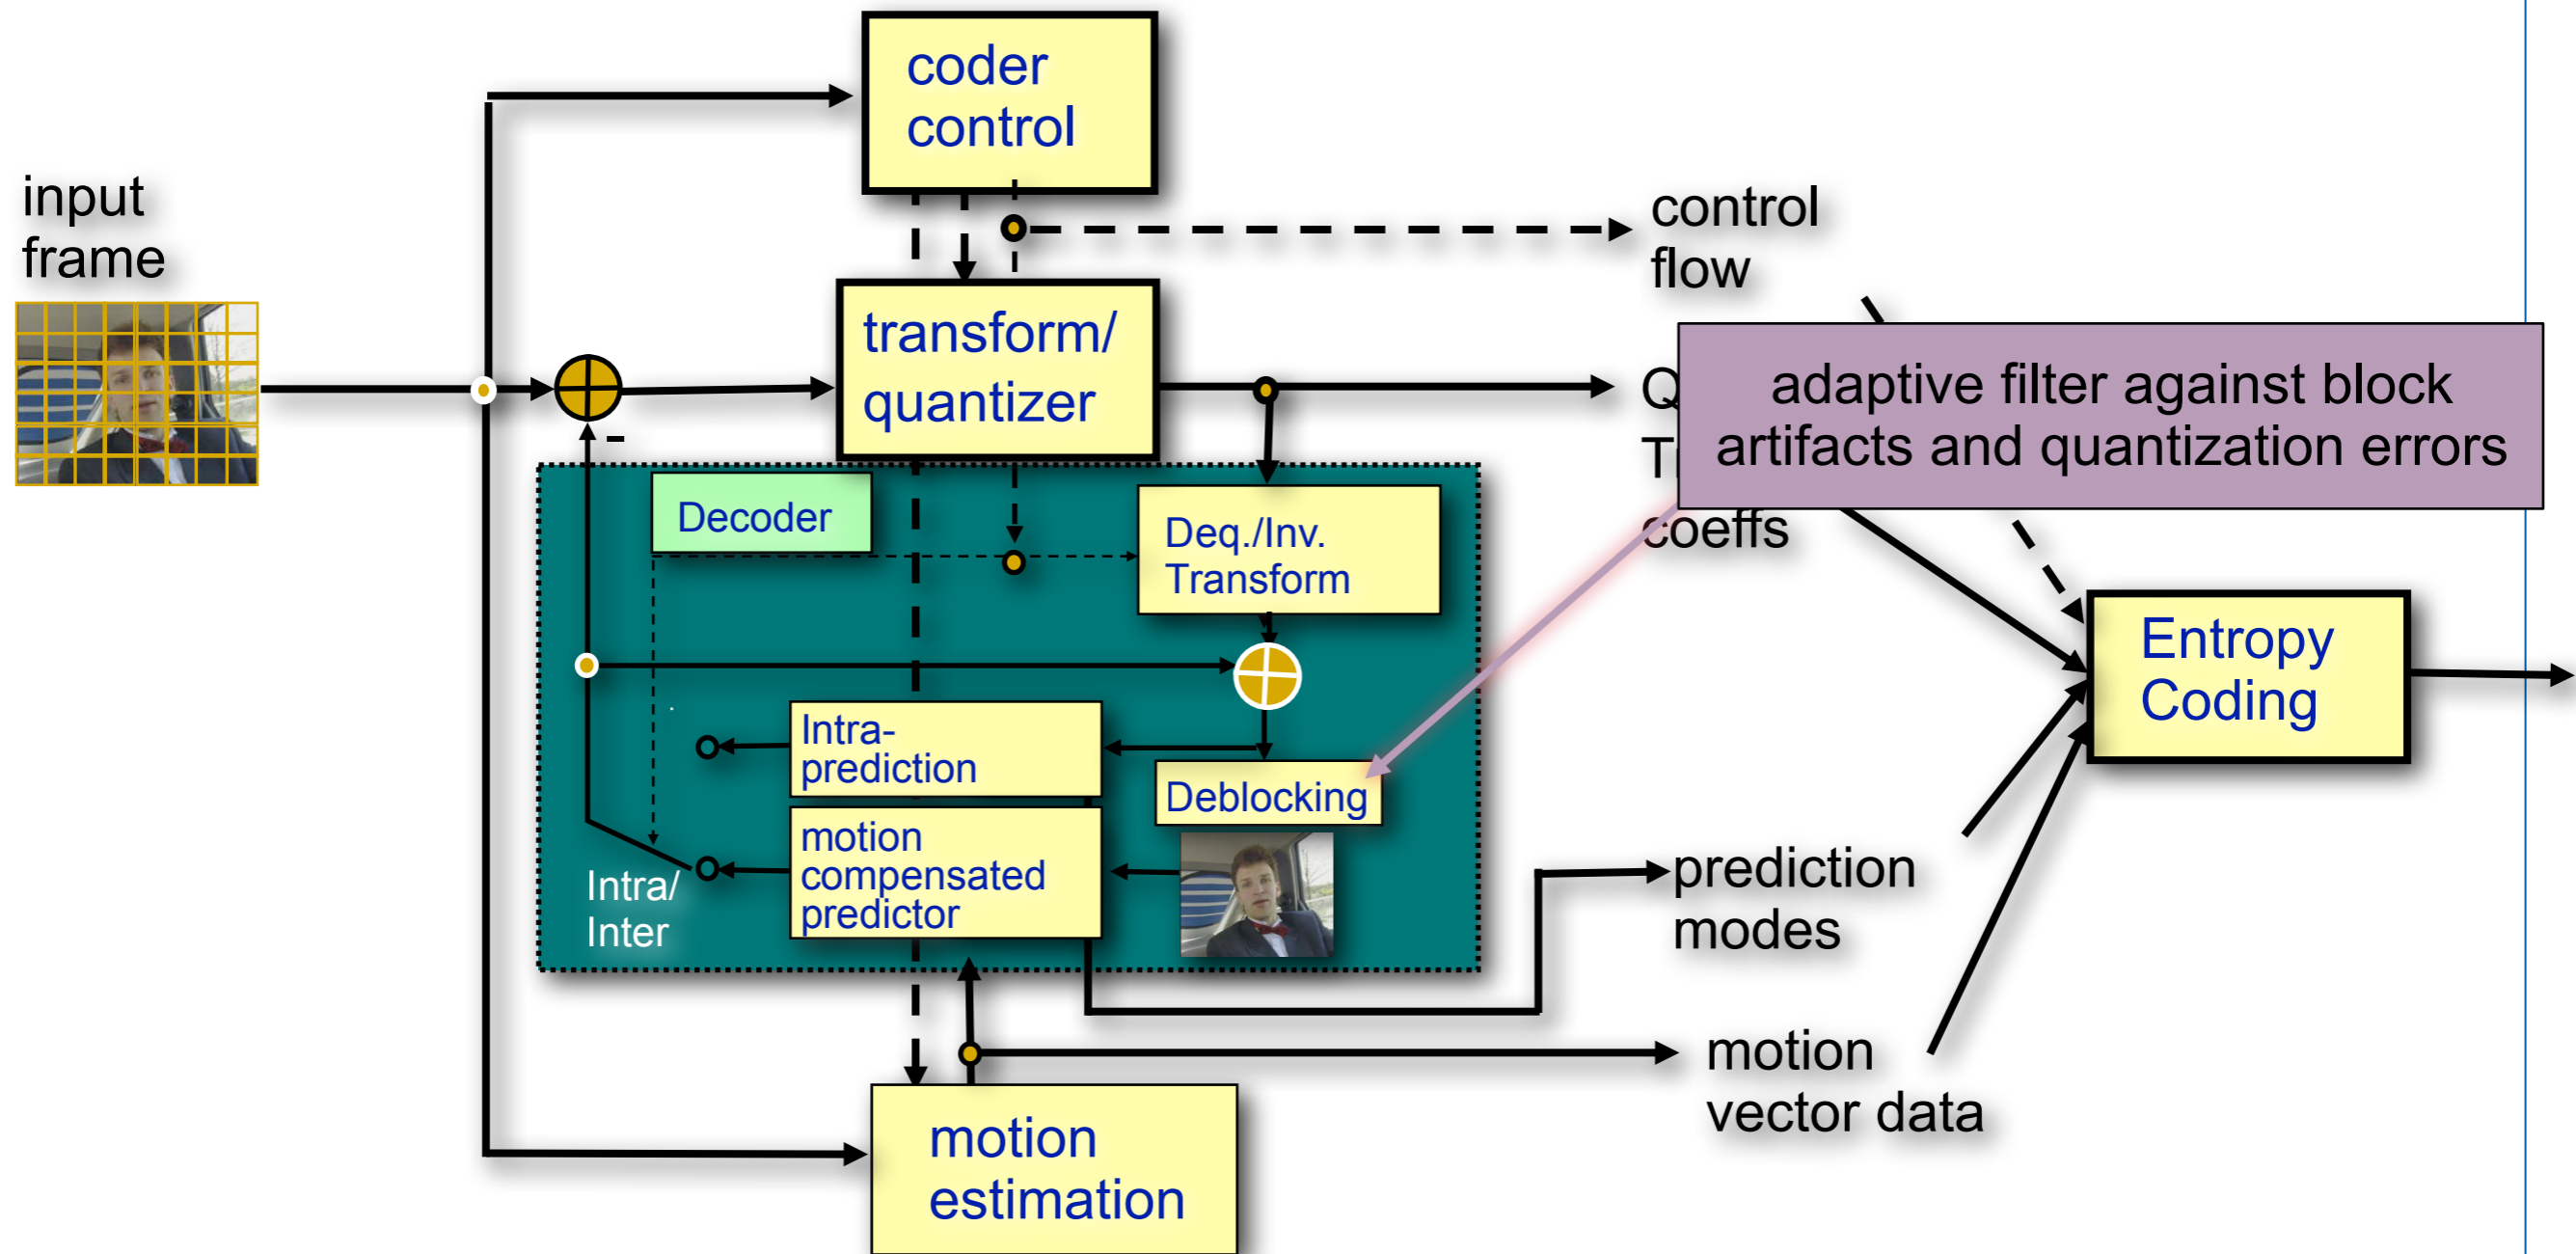 coder
control
input
frame
control
flow
transform/
quantizer
adaptive filter against block
artifacts and quantization errors
coeffs
-
Decoder
Deq./Inv.
Transform
Entropy
Coding
Intra-
prediction
Deblocking
motion
compensated
predictor
Intra/
Inter
prediction
modes
motion
vector data
motion
estimation